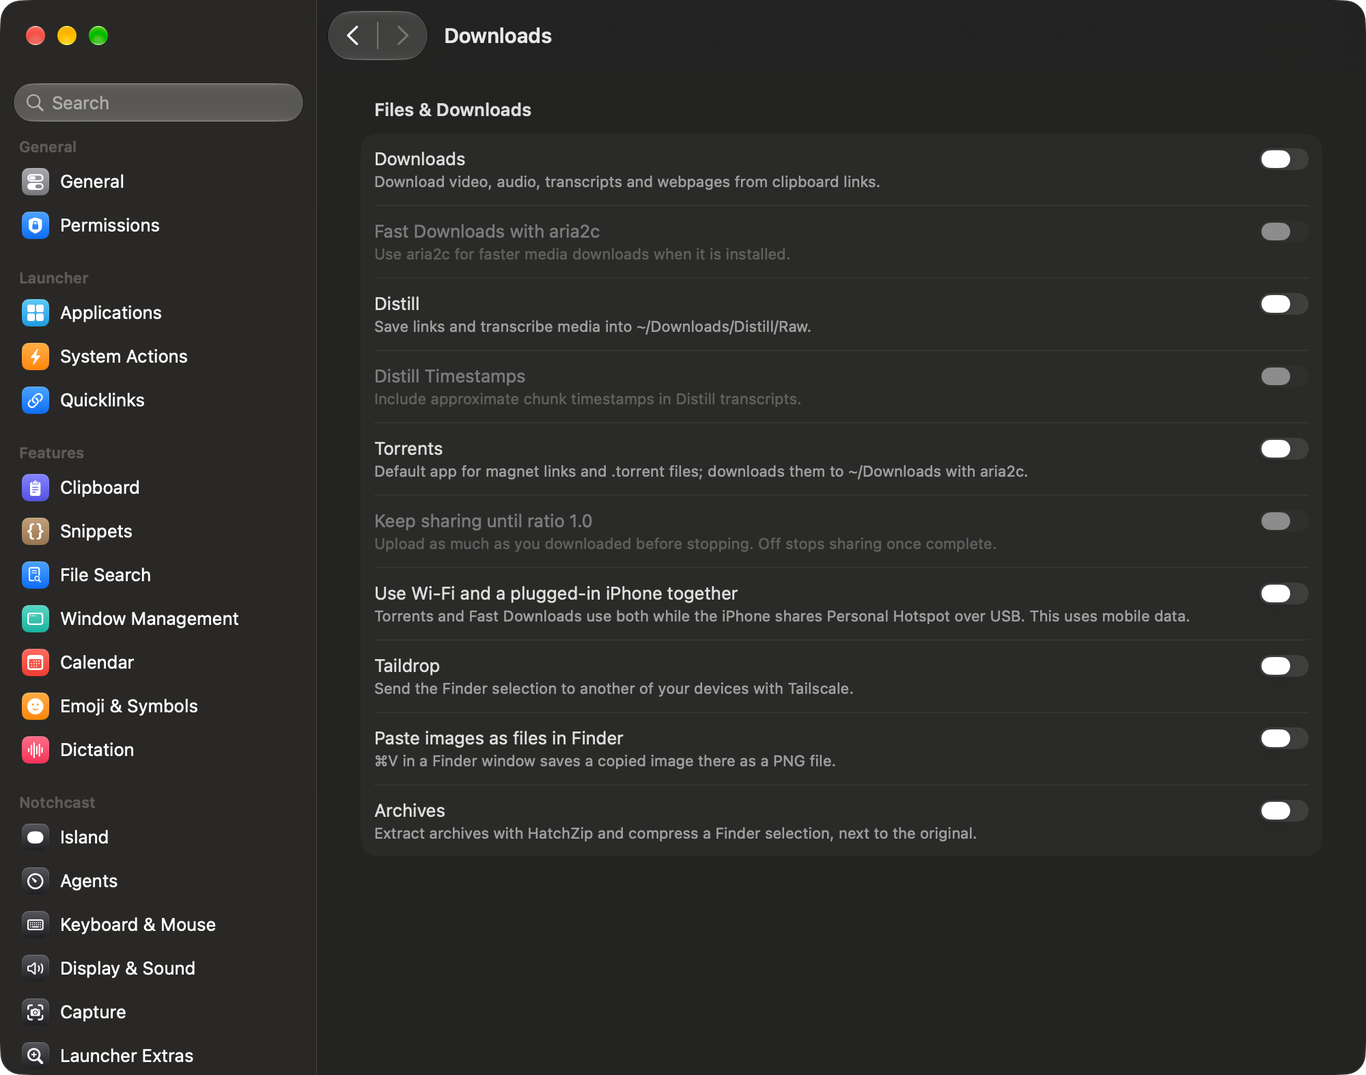 Downloads
Search
General
General
Permissions
Launcher
Applications
System Actions
Quicklinks
Features
Clipboard
Snippets
File Search
Window Management
Calendar
Emoji & Symbols
Dictation
Notchcast
Island
Agents
Keyboard & Mouse
Display & Sound
Capture
Launcher Extras
Files & Downloads
Downloads
Download video, audio, transcripts and webpages from clipboard links.
Fast Downloads with aria2c
Use aria2c for faster media downloads when it is installed.
Distill
Save links and transcribe media into ~/Downloads/Distill/Raw.
Distill Timestamps
Include approximate chunk timestamps in Distill transcripts.
Torrents
Default app for magnet links and .torrent files; downloads them to ~/Downloads with aria2c.
Keep sharing until ratio 1.0
Upload as much as you downloaded before stopping. Off stops sharing once complete.
Use Wi-Fi and a plugged-in iPhone together
Torrents and Fast Downloads use both while the iPhone shares Personal Hotspot over USB. This uses mobile data.
Taildrop
Send the Finder selection to another of your devices with Tailscale.
Paste images as files in Finder
⌘V in a Finder window saves a copied image there as a PNG file.
Archives
Extract archives with HatchZip and compress a Finder selection, next to the original.